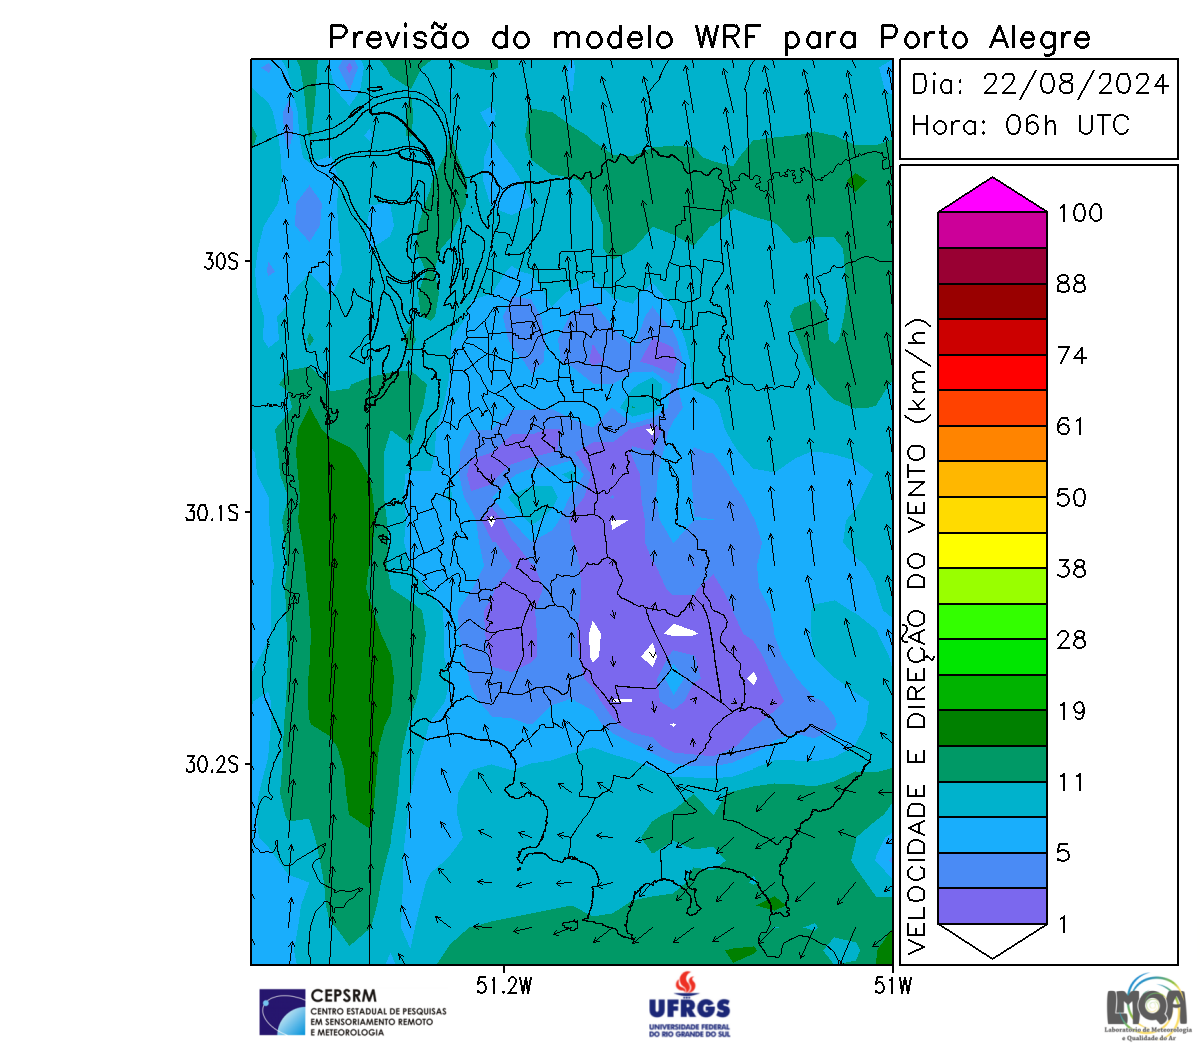 Previsão do modelo WRF para Porto Alegre
Dia: 22/08/2024
Hora: 06h UTC
100
88
74
61
50
38
28
19
11
5
1
VELOCIDADE E DIREÇÃO DO VENTO (km/h)
30S
30.1S
30.2S
51.2W
51W
CEPSRM
CENTRO ESTADUAL DE PESQUISAS
EM SENSORIAMENTO REMOTO
E METEOROLOGIA
UFRGS
UNIVERSIDADE FEDERAL
DO RIO GRANDE DO SUL
LMQA
Laboratório de Meteorologia
e Qualidade do Ar